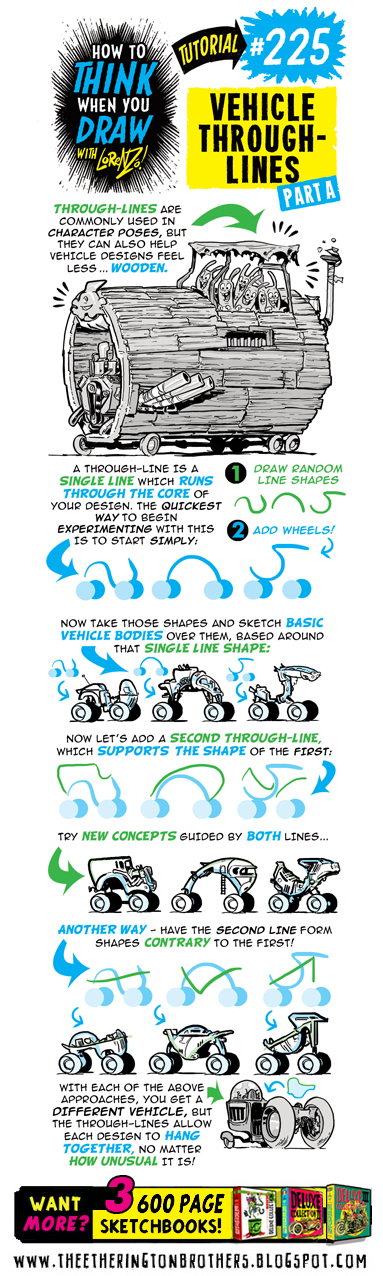 HOW TO
THINK
WHEN YOU
DRAW
WITH LORENZO!
TUTORIAL
#225
VEHICLE
THROUGH-
LINES
PART A
THROUGH-LINES ARE
COMMONLY USED IN
CHARACTER POSES, BUT
THEY CAN ALSO HELP
VEHICLE DESIGNS FEEL
LESS ... WOODEN.
A THROUGH-LINE IS A
SINGLE LINE WHICH RUNS
THROUGH THE CORE OF
YOUR DESIGN. THE QUICKEST
WAY TO BEGIN
EXPERIMENTING WITH THIS
IS TO START SIMPLY:
1 DRAW RANDOM
LINE SHAPES
2 ADD WHEELS!
NOW TAKE THOSE SHAPES AND SKETCH BASIC
VEHICLE BODIES OVER THEM, BASED AROUND
THAT SINGLE LINE SHAPE:
NOW LET'S ADD A SECOND THROUGH-LINE,
WHICH SUPPORTS THE SHAPE OF THE FIRST:
TRY NEW CONCEPTS GUIDED BY BOTH LINES...
ANOTHER WAY - HAVE THE SECOND LINE FORM
SHAPES CONTRARY TO THE FIRST!
WITH EACH OF THE ABOVE
APPROACHES, YOU GET A
DIFFERENT VEHICLE, BUT
THE THROUGH-LINES ALLOW
EACH DESIGN TO HANG
TOGETHER, NO MATTER
HOW UNUSUAL IT IS!
WANT
MORE?
3 600 PAGE
SKETCHBOOKS!
DELUXE
WWW.THEETHERINGTONBROTHERS.BLOGSPOT.COM